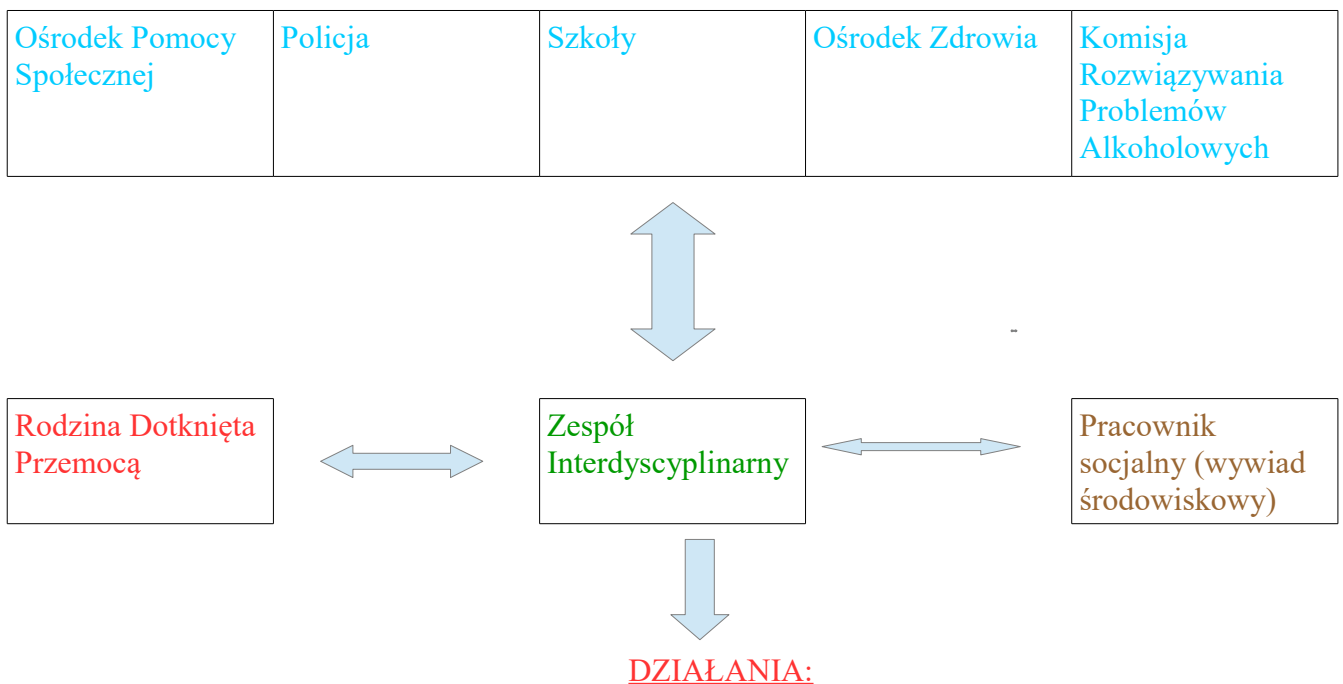 Ośrodek Pomocy
Społecznej
Policja
Szkoły
Ośrodek Zdrowia
Komisja
Rozwiązywania
Problemów
Alkoholowych
Rodzina Dotknięta
Przemocą
Zespół
Interdyscyplinarny
Pracownik
socjalny (wywiad
środowiskowy)
DZIAŁANIA: